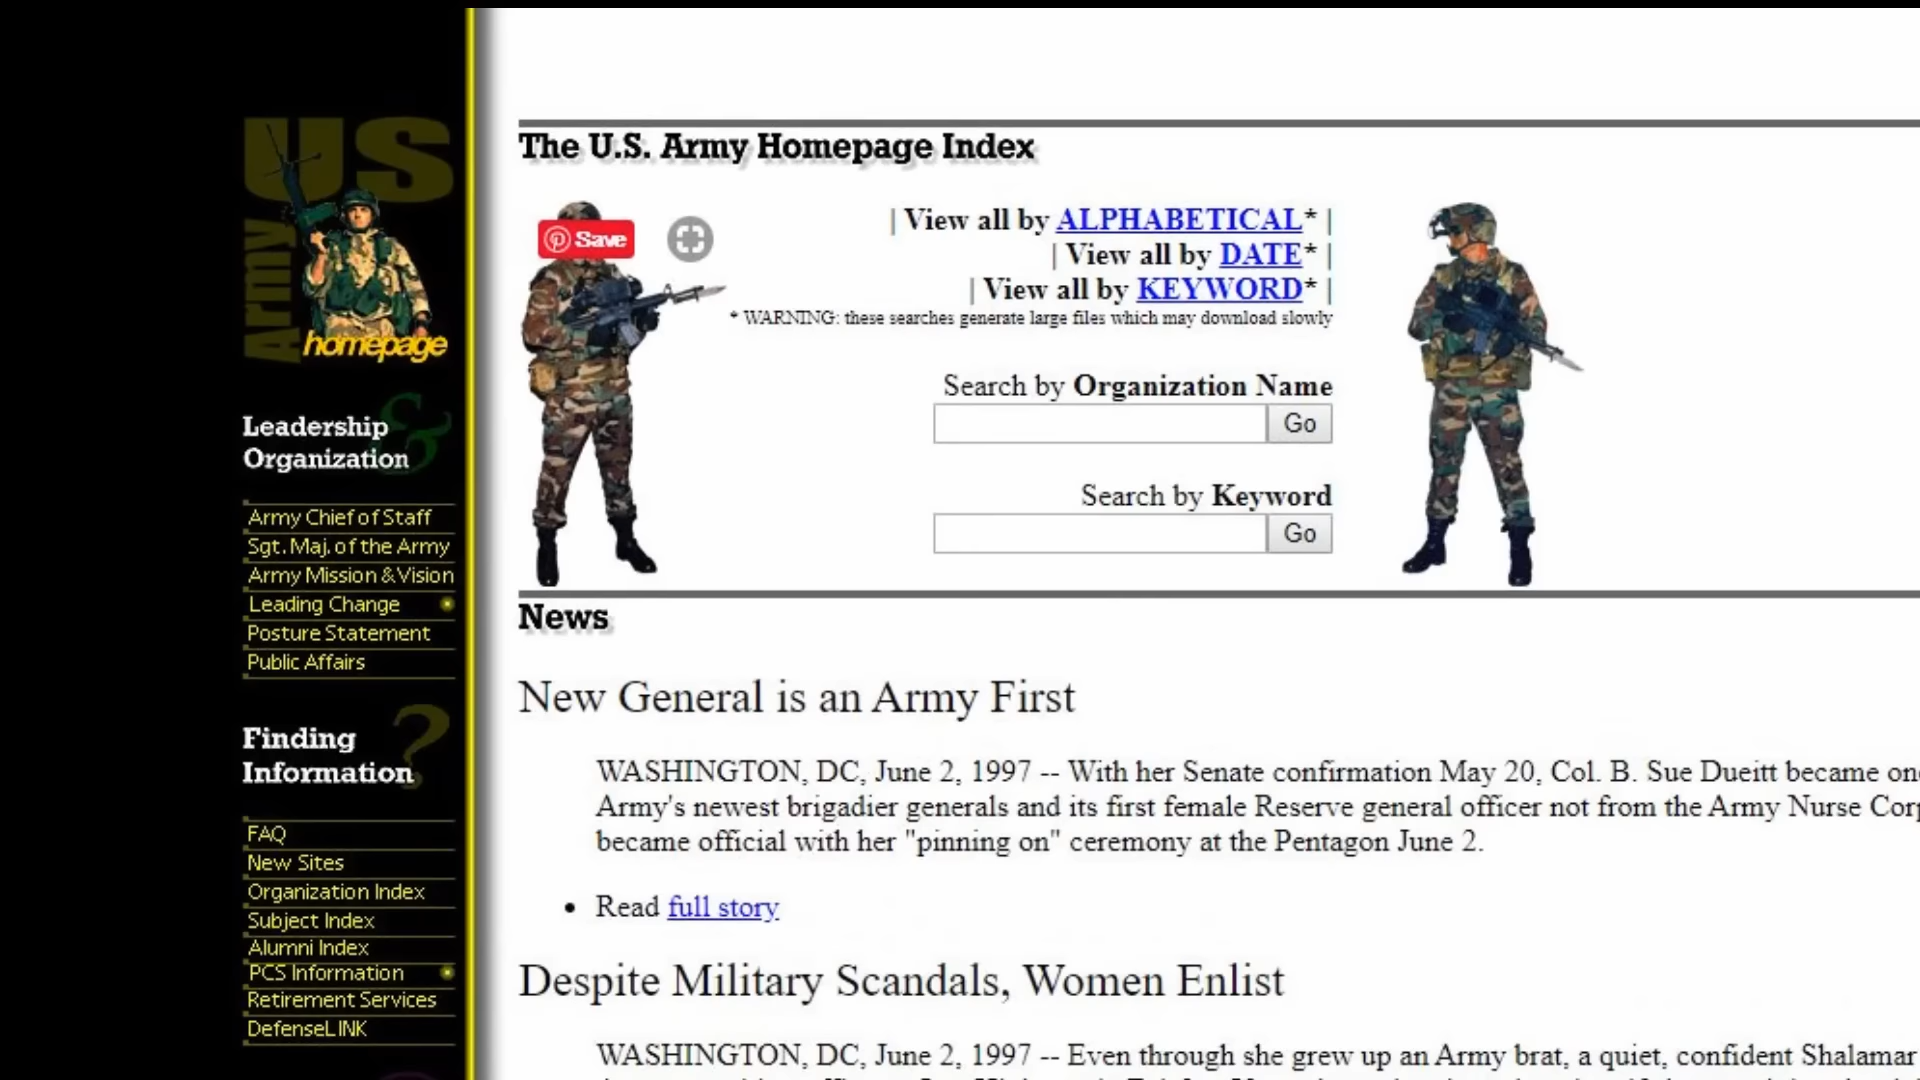 US
Army
homepage
Leadership
&
Organization
Army Chief of Staff
Sgt. Maj. of the Army
Army Mission & Vision
Leading Change
Posture Statement
Public Affairs
Finding
?
Information
FAQ
New Sites
Organization Index
Subject Index
Alumni Index
PCS Information
Retirement Services
DefenseLINK
The U.S. Army Homepage Index
Save
| View all by ALPHABETICAL* |
| View all by DATE* |
| View all by KEYWORD* |
* WARNING: these searches generate large files which may download slowly
Search by Organization Name
Go
Search by Keyword
Go
News
New General is an Army First
WASHINGTON, DC, June 2, 1997 -- With her Senate confirmation May 20, Col. B. Sue Dueitt became
Army's newest brigadier generals and its first female Reserve general officer not from the Army Nurse
became official with her "pinning on" ceremony at the Pentagon June 2.
• Read full story
Despite Military Scandals, Women Enlist
WASHINGTON, DC, June 2, 1997 -- Even through she grew up an Army brat, a quiet, confident Shalamar